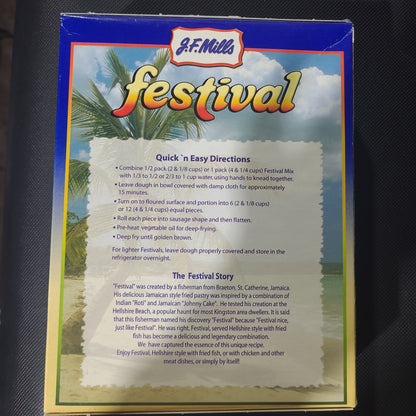 J.F. Mills
festival
Quick `n Easy Directions
• Combine 1/2 pack (2 & 1/8 cups) or 1 pack (4 & 1/4 cups) Festival Mix
with 1/3 to 1/2 or 2/3 to 1 cup water, using hands to knead together.
• Leave dough in bowl covered with damp cloth for approximately
15 minutes.
• Turn on to floured surface and portion into 6 (2 & 1/8 cups)
or 12 (4 & 1/4 cups) equal pieces.
• Roll each piece into sausage shape and then flatten.
• Pre-heat vegetable oil for deep-frying.
• Deep fry until golden brown.
For lighter Festivals, leave dough properly covered and store in the
refrigerator overnight.
The Festival Story
"Festival" was created by a fisherman from Braeton, St. Catherine, Jamaica.
His delicious Jamaican style fried pastry was inspired by a combination of
Indian "Roti" and Jamaican "Johnny Cake". He tested his creation at the
Hellshire Beach, a popular haunt for most Kingston area dwellers. It is said
that this fisherman named his discovery "Festival" because "Festival nice,
just like Festival". He was right. Festival, served Hellshire style with fried
fish has become a delicious and legendary combination.
We have captured the essence of this unique recipe.
Enjoy Festival, Hellshire style with fried fish, or with chicken and other
meat dishes, or simply by itself!